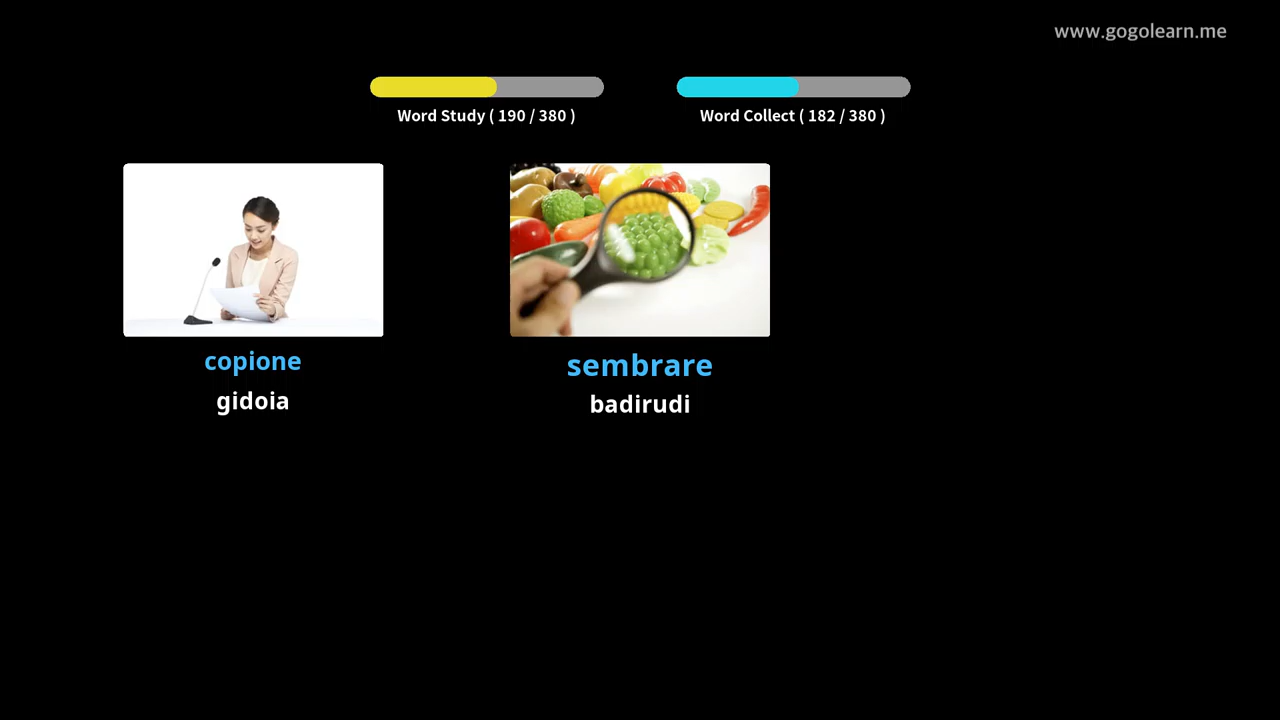 www.gogolearn.me
Word Study ( 190 / 380 )
Word Collect ( 182 / 380 )
copione
sembrare
gidoia
badirudi